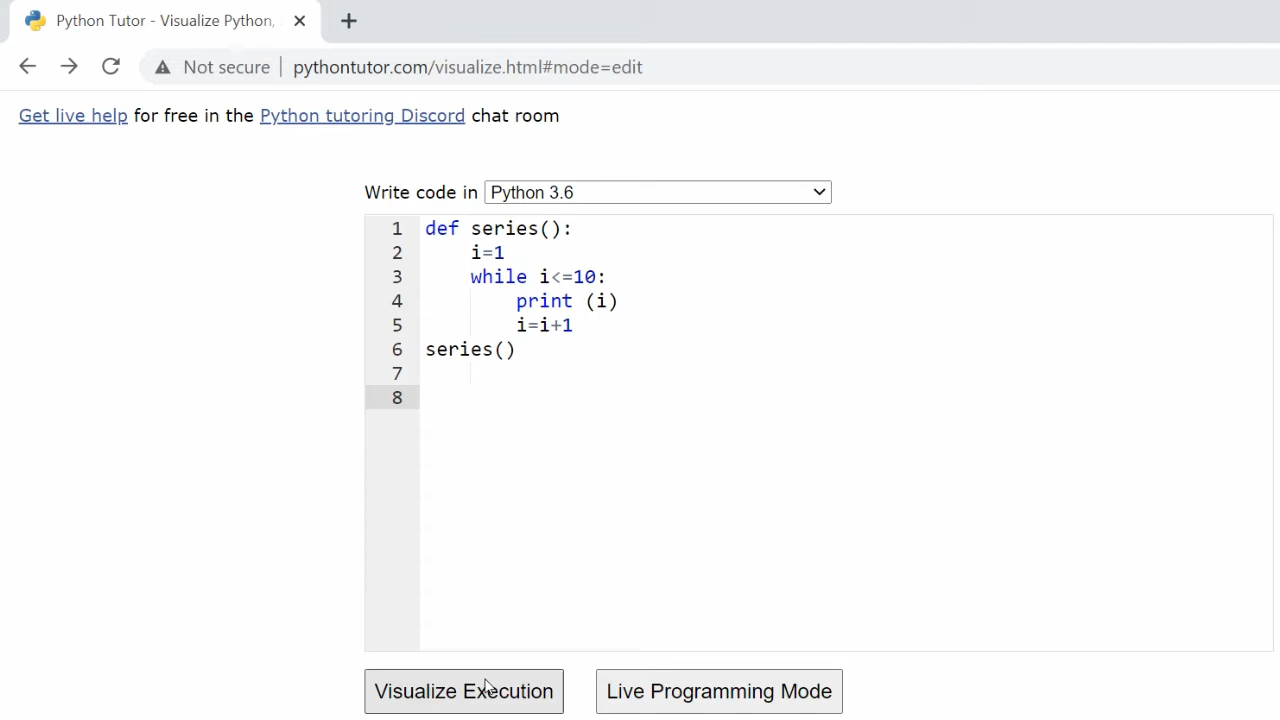 Python Tutor - Visualize Python,
Not secure | pythontutor.com/visualize.html#mode=edit
Get live help for free in the Python tutoring Discord chat room
Write code in Python 3.6
1 def series():
2     i=1
3     while i<=10:
4         print (i)
5         i=i+1
6 series()
7
8
Visualize Execution Live Programming Mode